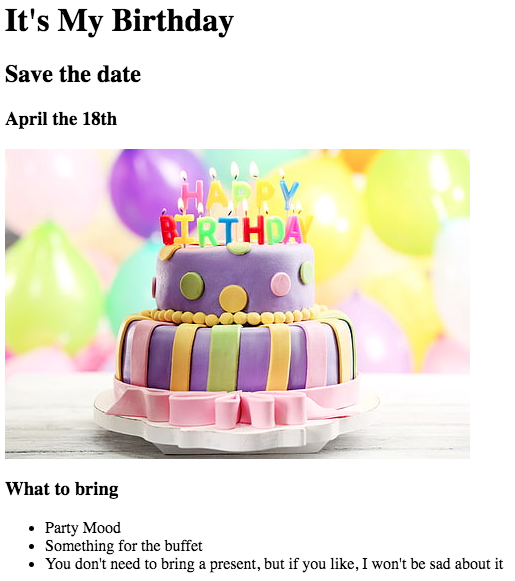 It's My Birthday
Save the date
April the 18th
HAPPY
BIRTHDAY
What to bring
Party Mood
Something for the buffet
You don't need to bring a present, but if you like, I won't be sad about it